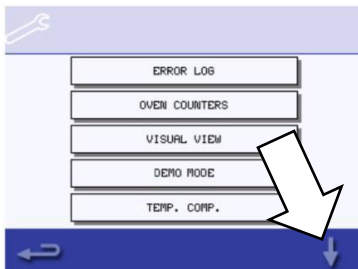 ERROR LOG
OVEN COUNTERS
VISUAL VIEW
DEMO MODE
TEMP. COMP.